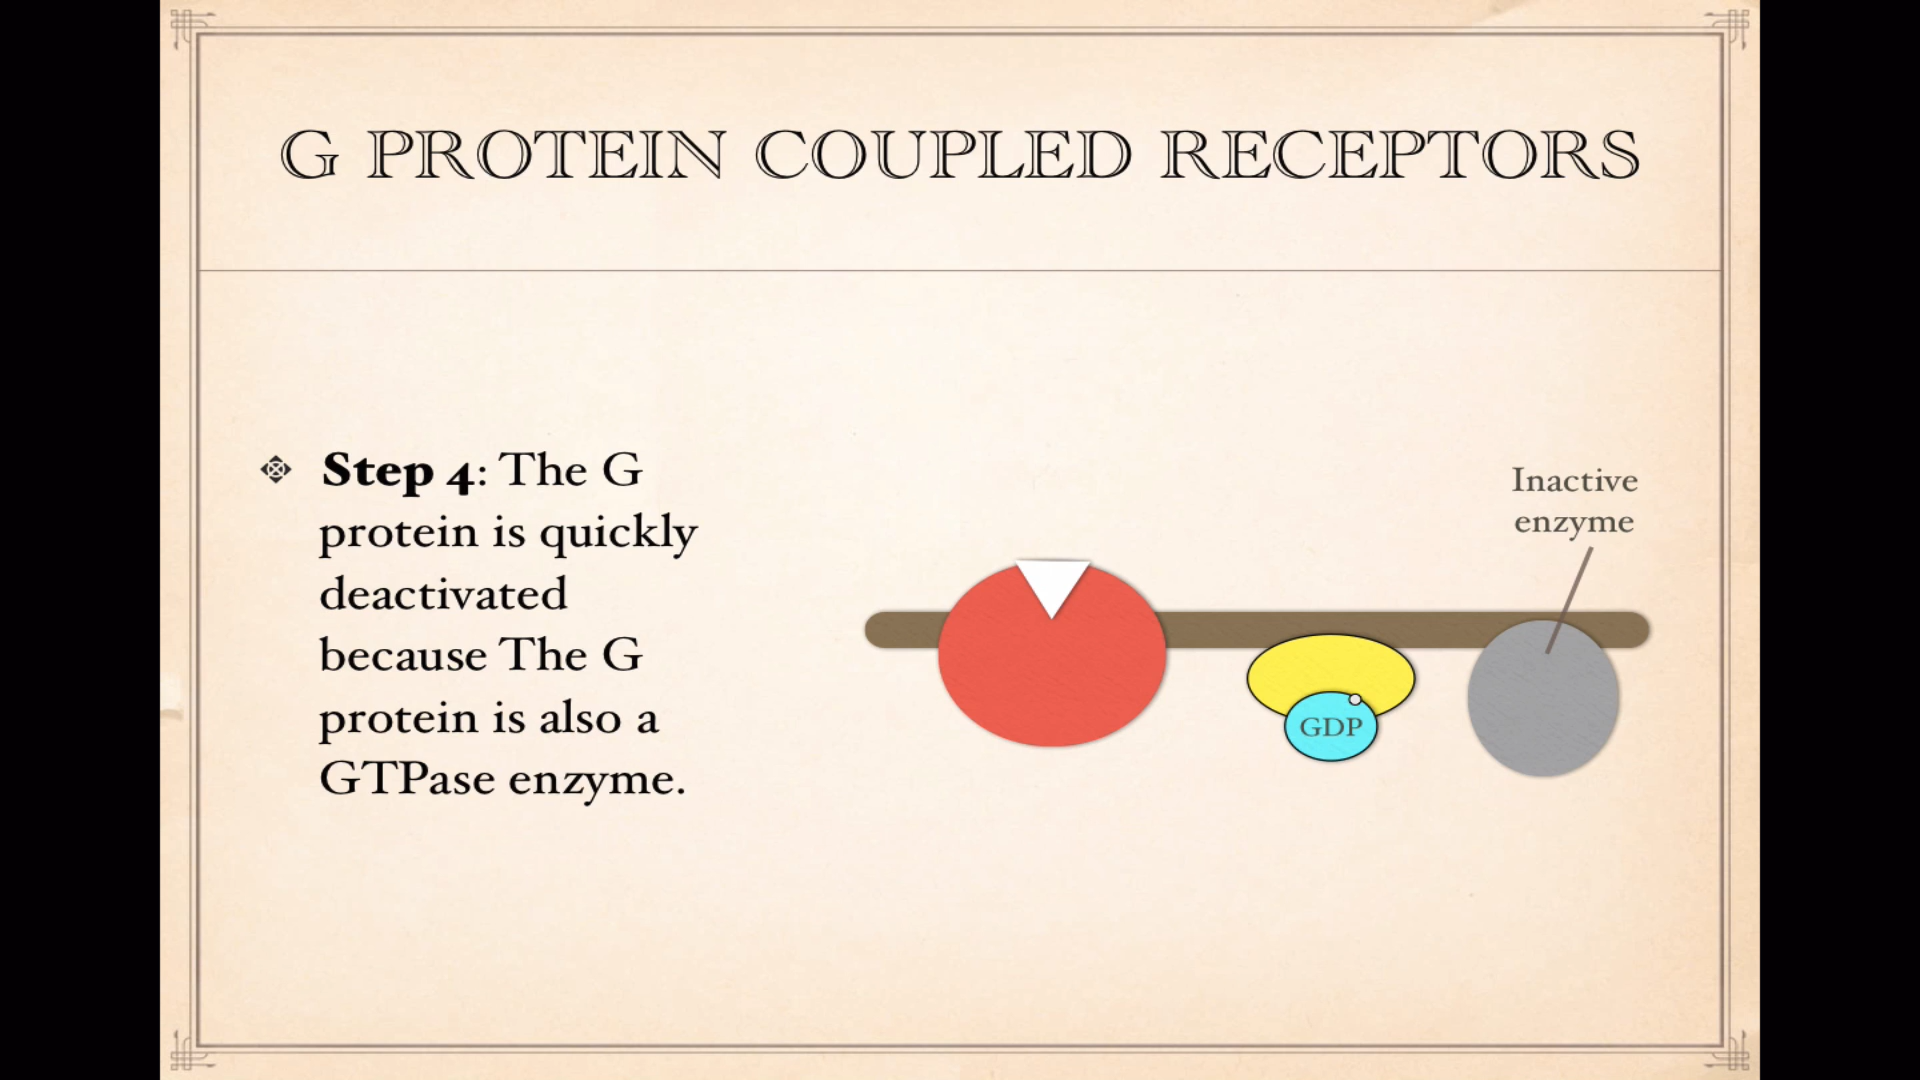 G PROTEIN COUPLED RECEPTORS
Step 4: The G
protein is quickly
deactivated
because The G
protein is also a
GTPase enzyme.
Inactive
enzyme
GDP